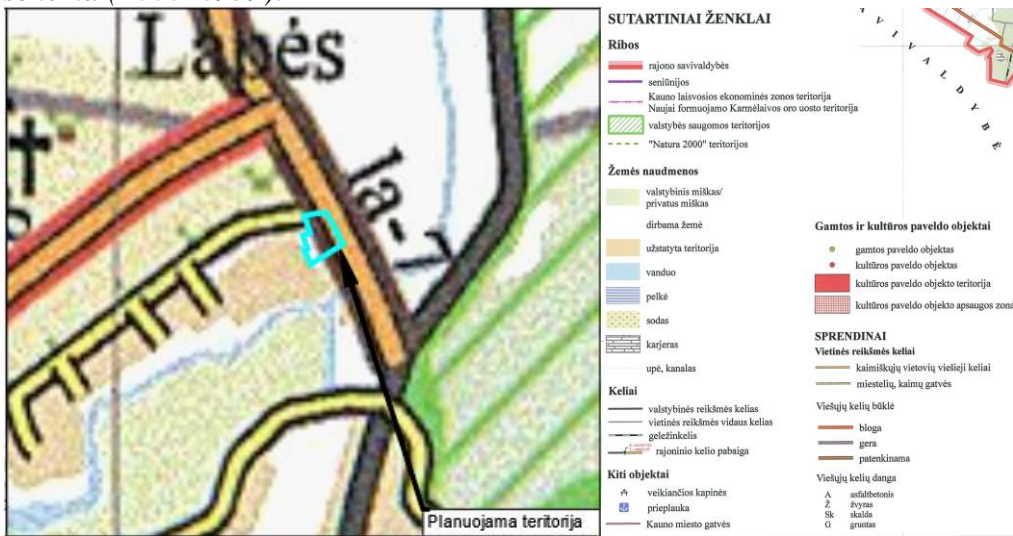 Lapės
la-7
Planuojama teritorija
SUTARTINIAI ŽENKLAI
Ribos
rajono savivaldybės
seniūnijos
Kauno laisvosios ekonominės zonos teritorija
Naujai formuojamo Karmėlaivos oro uosto teritorija
valstybės saugomos teritorijos
"Natura 2000" teritorijos
Žemės naudmenos
valstybinis miškas/
privatus miškas
dirbama žemė
užstatyta teritorija
vanduo
pelkė
sodas
karjeras
upė, kanalas
Keliai
valstybinės reikšmės kelias
vietinės reikšmės vidaus kelias
geležinkelis
rajoninio kelio pabaiga
Kiti objektai
veikiančios kapinės
prieplauka
Kauno miesto gatvės
A V I V A L D Y B Ė
Gamtos ir kultūros paveldo objektai
gamtos paveldo objektas
kultūros paveldo objektas
kultūros paveldo objekto teritorija
kultūros paveldo objekto apsaugos zona
SPRENDINAI
Vietinės reikšmės keliai
kaimiškųjų vietovių viešieji keliai
miestelių, kaimų gatvės
Viešųjų kelių būklė
bloga
gera
patenkinama
Viešųjų kelių danga
A asfaltbetonis
Ž žvyras
Sk skalda
G gruntas